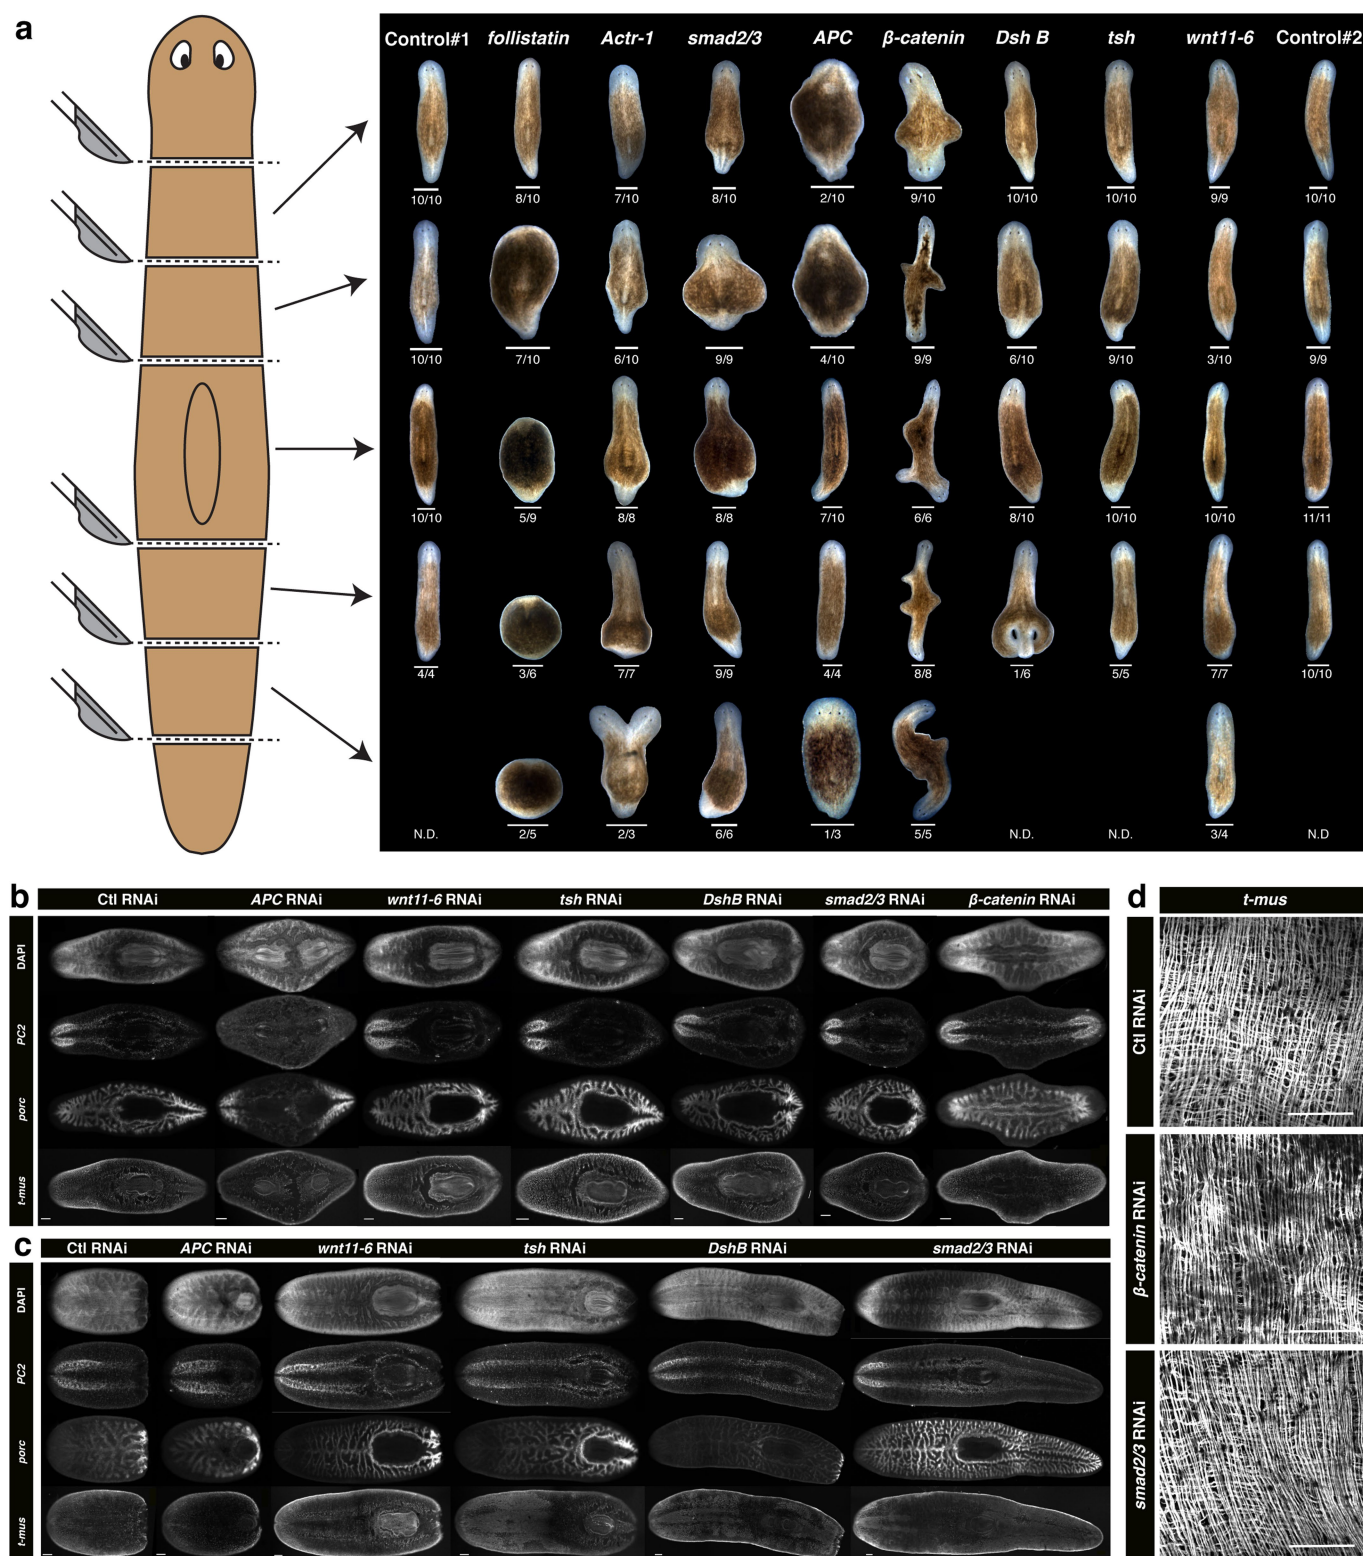 a
Control#1 follistatin Actr-1 smad2/3 APC β-catenin Dsh B tsh wnt11-6 Control#2
10/10 8/10 7/10 8/10 2/10 9/10 10/10 10/10 9/9 10/10
10/10 7/10 6/10 9/9 4/10 9/9 6/10 9/10 3/10 9/9
10/10 5/9 8/8 8/8 7/10 6/6 8/10 10/10 10/10 11/11
4/4 3/6 7/7 9/9 4/4 8/8 1/6 5/5 7/7 10/10
N.D. 2/5 2/3 6/6 1/3 5/5 N.D. N.D. 3/4 N.D
b
Ctl RNAi APC RNAi wnt11-6 RNAi tsh RNAi DshB RNAi smad2/3 RNAi β-catenin RNAi
DAPI
PC2
porc
t-mus
c
Ctl RNAi APC RNAi wnt11-6 RNAi tsh RNAi DshB RNAi smad2/3 RNAi
DAPI
PC2
porc
t-mus
d
t-mus
Ctl RNAi
β-catenin RNAi
smad2/3 RNAi